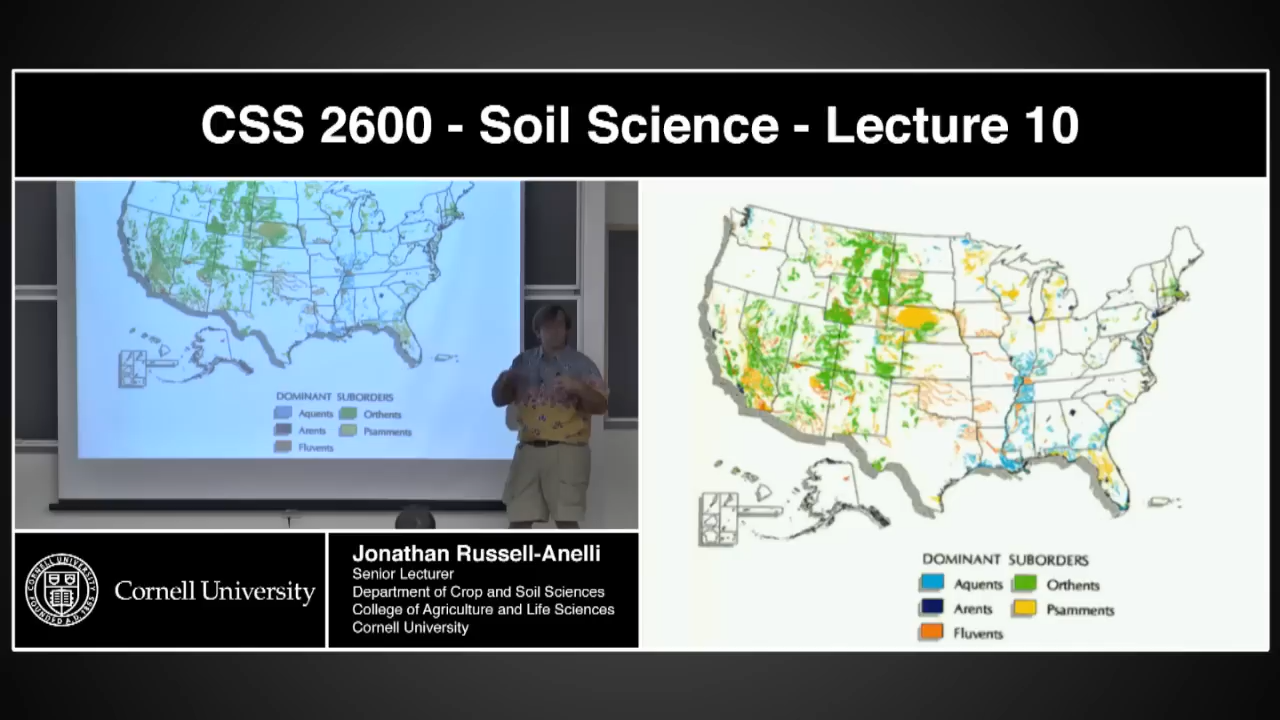 CSS 2600 - Soil Science - Lecture 10
DOMINANT SUBORDERS
Aquents Orthents
Arents Psamments
Fluvents
Cornell University
Jonathan Russell-Anelli
Senior Lecturer
Department of Crop and Soil Sciences
College of Agriculture and Life Sciences
Cornell University
DOMINANT SUBORDERS
Aquents Orthents
Arents Psamments
Fluvents